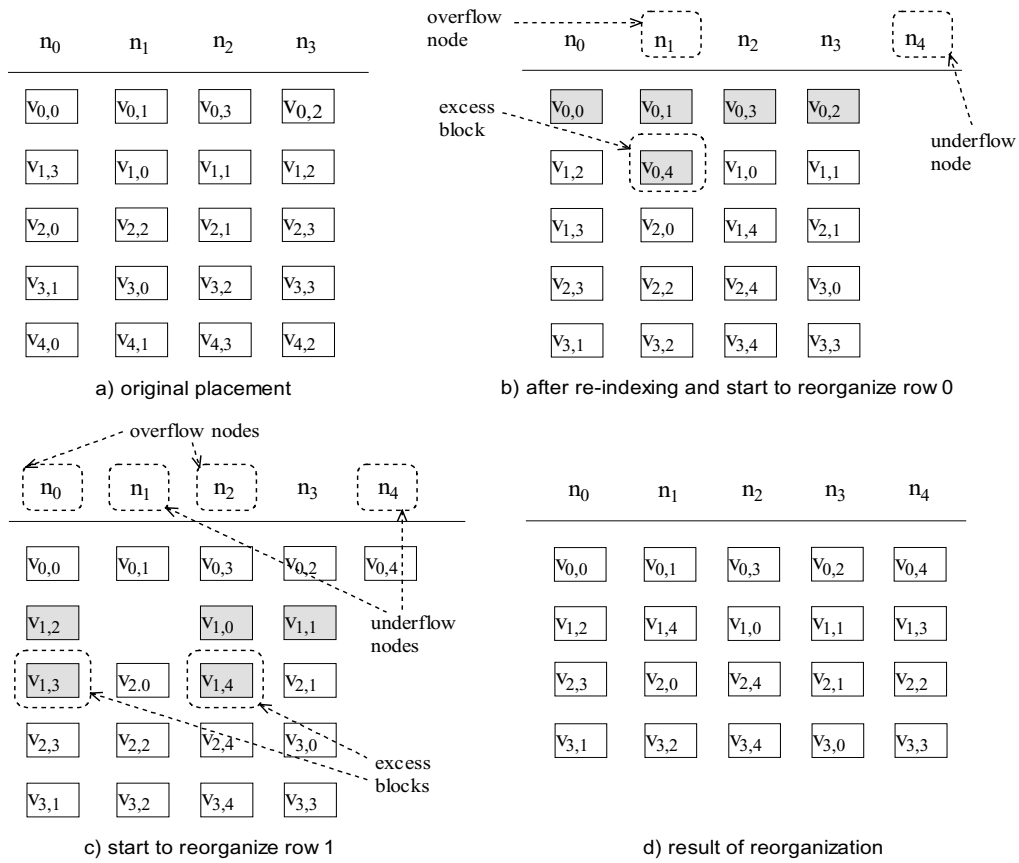 n0 n1 n2 n3
v0,0 v0,1 v0,3 v0,2
v1,3 v1,0 v1,1 v1,2
v2,0 v2,2 v2,1 v2,3
v3,1 v3,0 v3,2 v3,3
v4,0 v4,1 v4,3 v4,2
a) original placement
overflow
node
n0 n1 n2 n3 n4
excess
block
underflow
node
v0,0 v0,1 v0,3 v0,2
v1,2 v0,4 v1,0 v1,1
v1,3 v2,0 v1,4 v2,1
v2,3 v2,2 v2,4 v3,0
v3,1 v3,2 v3,4 v3,3
b) after re-indexing and start to reorganize row 0
overflow nodes
n0 n1 n2 n3 n4
v0,0 v0,1 v0,3 v0,2 v0,4
v1,2 v1,0 v1,1
underflow
nodes
v1,3 v2.0 v1,4 v2,1
v2,3 v2,2 v2,4 v3,0
excess
blocks
v3,1 v3,2 v3,4 v3,3
c) start to reorganize row 1
n0 n1 n2 n3 n4
v0,0 v0,1 v0,3 v0,2 v0,4
v1,2 v1,4 v1,0 v1,1 v1,3
v2,3 v2,0 v2,4 v2,1 v2,2
v3,1 v3,2 v3,4 v3,0 v3,3
d) result of reorganization